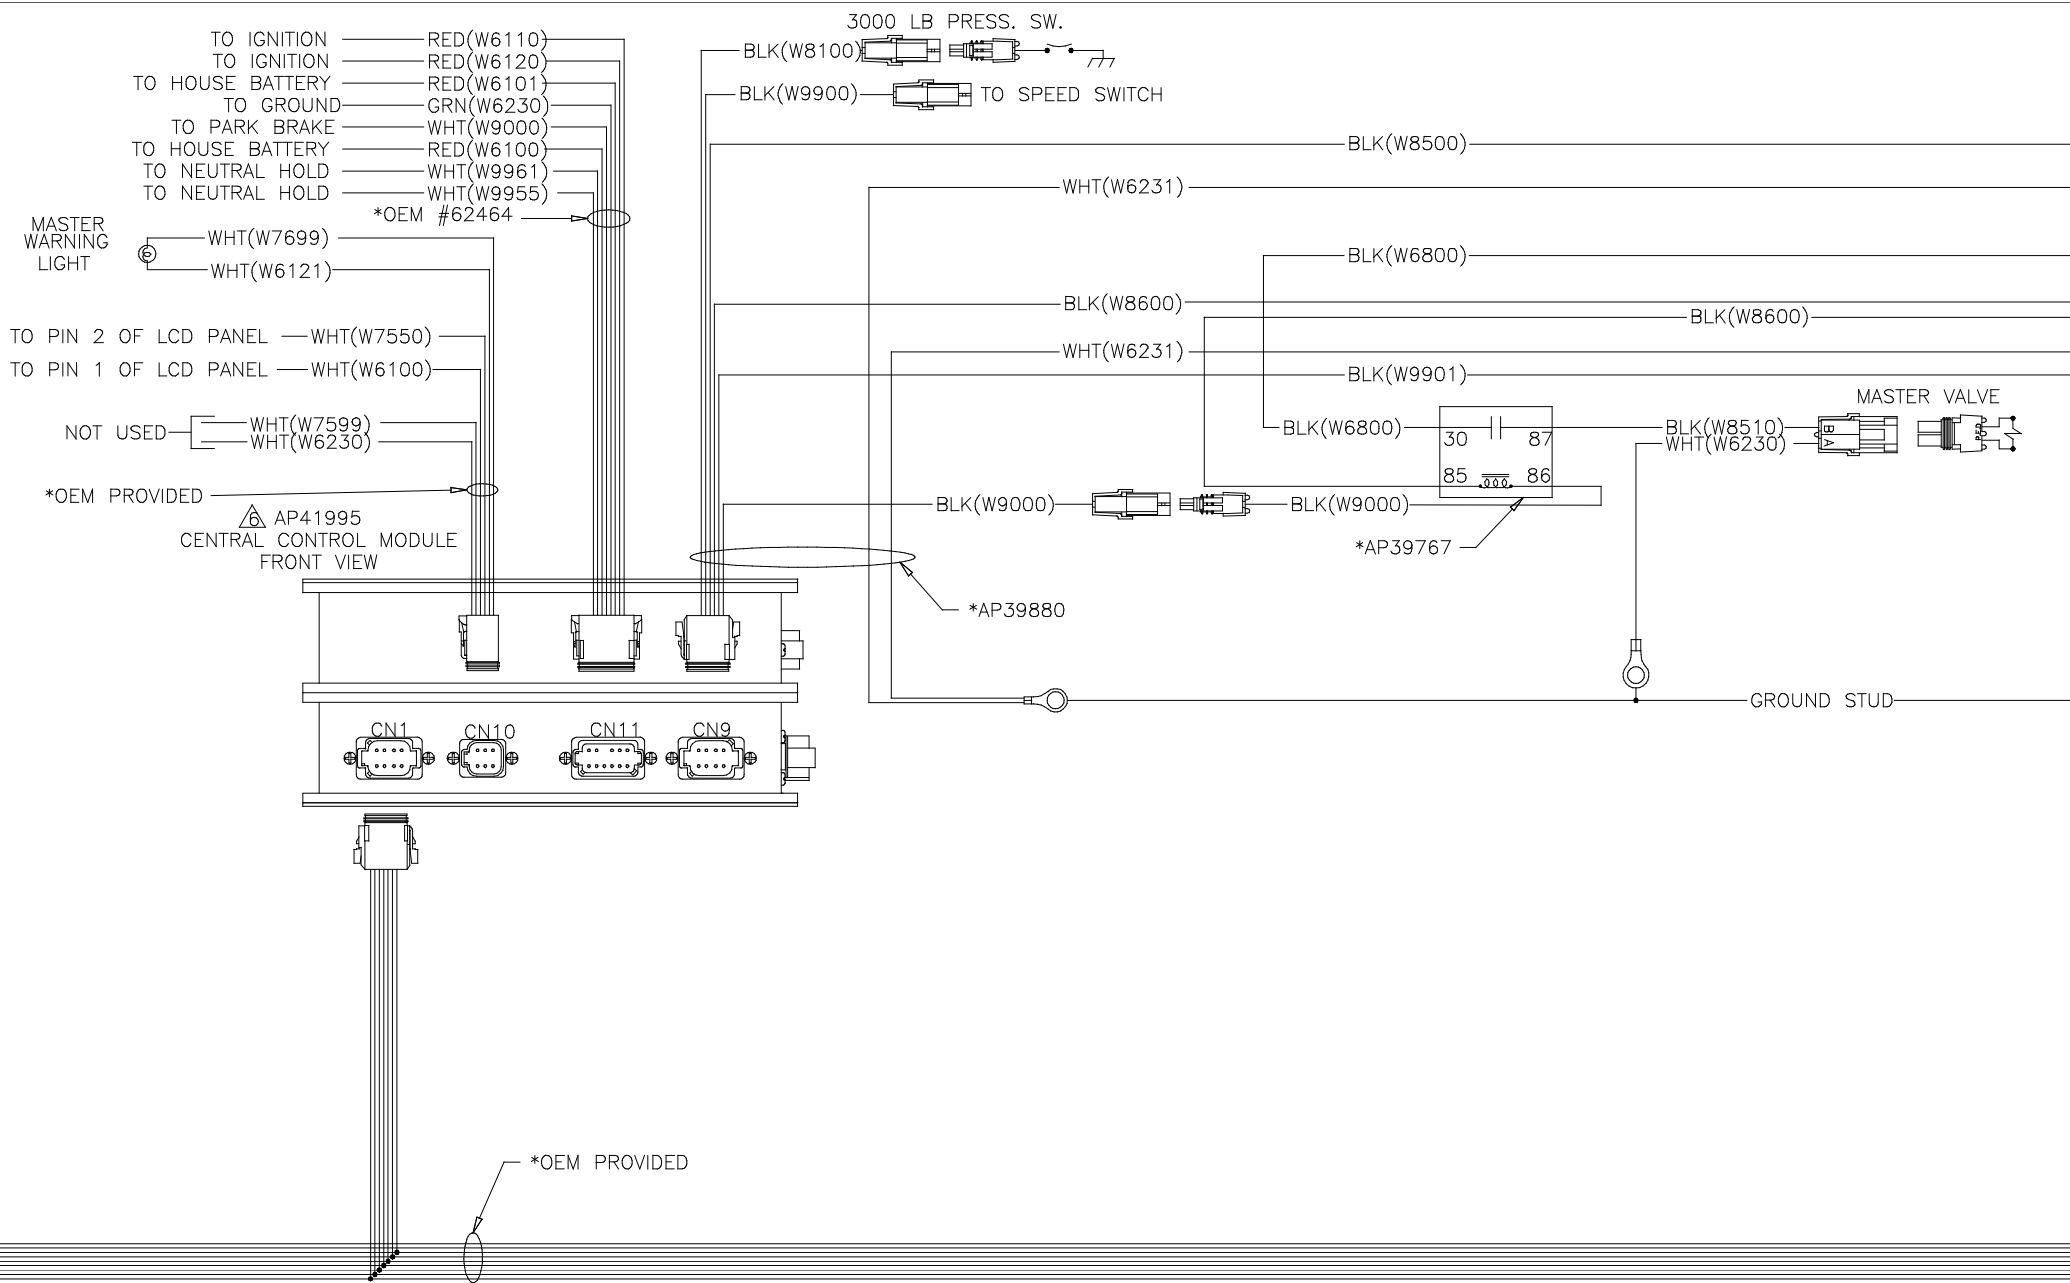 3000 LB PRESS. SW.
TO IGNITION RED(W6110)
BLK(W8100)
TO IGNITION RED(W6120)
TO HOUSE BATTERY RED(W6101)
BLK(W9900) TO SPEED SWITCH
TO GROUND GRN(W6230)
TO PARK BRAKE WHT(W9000)
TO HOUSE BATTERY RED(W6100)
BLK(W8500)
TO NEUTRAL HOLD WHT(W9961)
TO NEUTRAL HOLD WHT(W9955)
WHT(W6231)
*OEM #62464
MASTER
WARNING
LIGHT
WHT(W7699)
WHT(W6121)
BLK(W6800)
BLK(W8600)
BLK(W8600)
TO PIN 2 OF LCD PANEL WHT(W7550)
WHT(W6231)
TO PIN 1 OF LCD PANEL WHT(W6100)
BLK(W9901)
MASTER VALVE
NOT USED
WHT(W7599)
WHT(W6230)
BLK(W6800)
30 87
85 86
BLK(W8510)
WHT(W6230)
B
A
RED
*OEM PROVIDED
BLK(W9000) BLK(W9000)
6 AP41995
CENTRAL CONTROL MODULE
FRONT VIEW
*AP39767
*AP39880
GROUND STUD
CN1 CN10 CN11 CN9
*OEM PROVIDED